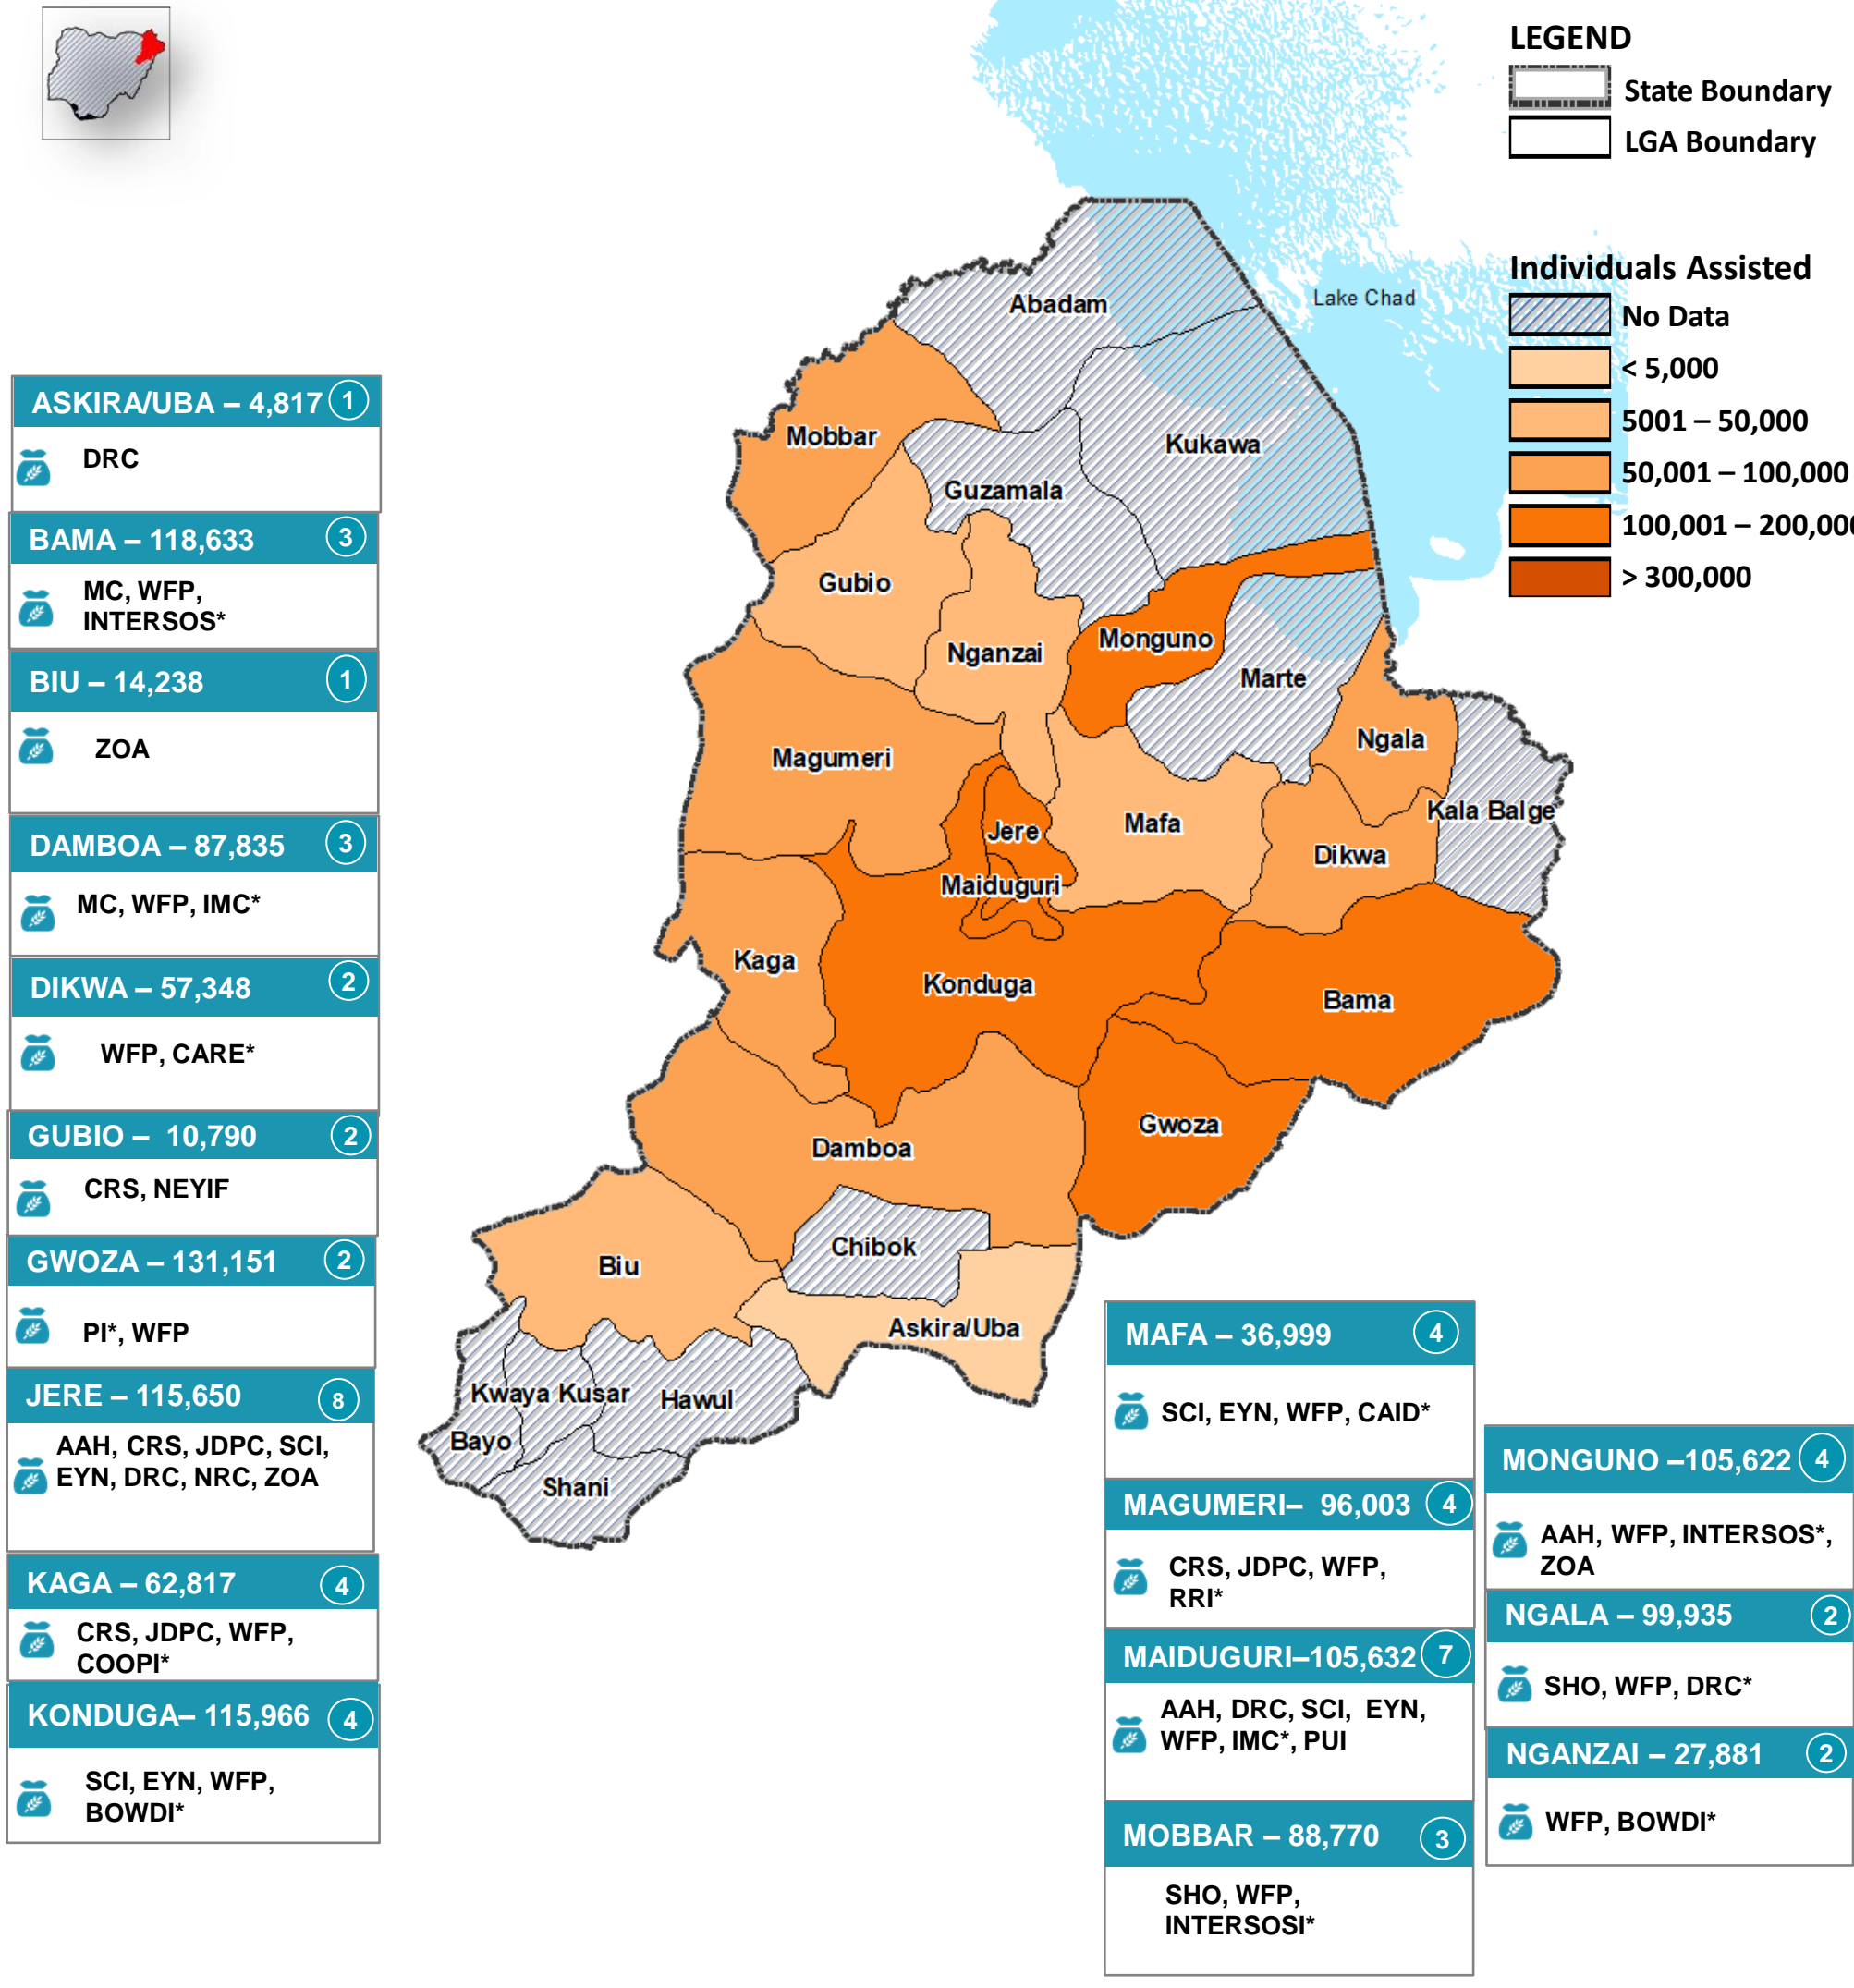 LEGEND
State Boundary
LGA Boundary
Individuals Assisted
No Data
< 5,000
5001 – 50,000
50,001 – 100,000
100,001 – 200,000
> 300,000
Lake Chad
Abadam
Mobbar
Kukawa
Guzamala
Gubio
Nganzai
Monguno
Marte
Ngala
Magumeri
Kala Balge
Jere
Mafa
Dikwa
Maiduguri
Kaga
Konduga
Bama
Gwoza
Damboa
Chibok
Biu
Askira/Uba
Kwaya Kusar
Hawul
Bayo
Shani
ASKIRA/UBA – 4,817 1
DRC
BAMA – 118,633 3
MC, WFP,
INTERSOS*
BIU – 14,238 1
ZOA
DAMBOA – 87,835 3
MC, WFP, IMC*
DIKWA – 57,348 2
WFP, CARE*
GUBIO – 10,790 2
CRS, NEYIF
GWOZA – 131,151 2
PI*, WFP
JERE – 115,650 8
AAH, CRS, JDPC, SCI,
EYN, DRC, NRC, ZOA
KAGA – 62,817 4
CRS, JDPC, WFP,
COOPI*
KONDUGA– 115,966 4
SCI, EYN, WFP,
BOWDI*
MAFA – 36,999 4
SCI, EYN, WFP, CAID*
MAGUMERI– 96,003 4
CRS, JDPC, WFP,
RRI*
MAIDUGURI–105,632 7
AAH, DRC, SCI, EYN,
WFP, IMC*, PUI
MOBBAR – 88,770 3
SHO, WFP,
INTERSOSI*
MONGUNO –105,622 4
AAH, WFP, INTERSOS*,
ZOA
NGALA – 99,935 2
SHO, WFP, DRC*
NGANZAI – 27,881 2
WFP, BOWDI*